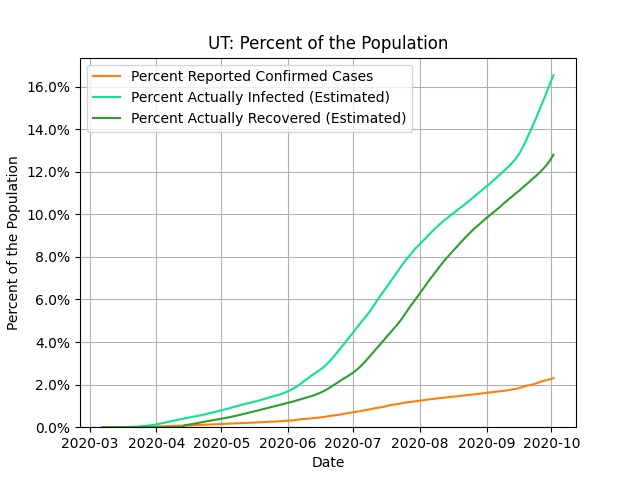 UT: Percent of the Population
Percent Reported Confirmed Cases
Percent Actually Infected (Estimated)
Percent Actually Recovered (Estimated)
Percent of the Population
16.0%
14.0%
12.0%
10.0%
8.0%
6.0%
4.0%
2.0%
0.0%
2020-03 2020-04 2020-05 2020-06 2020-07 2020-08 2020-09 2020-10
Date